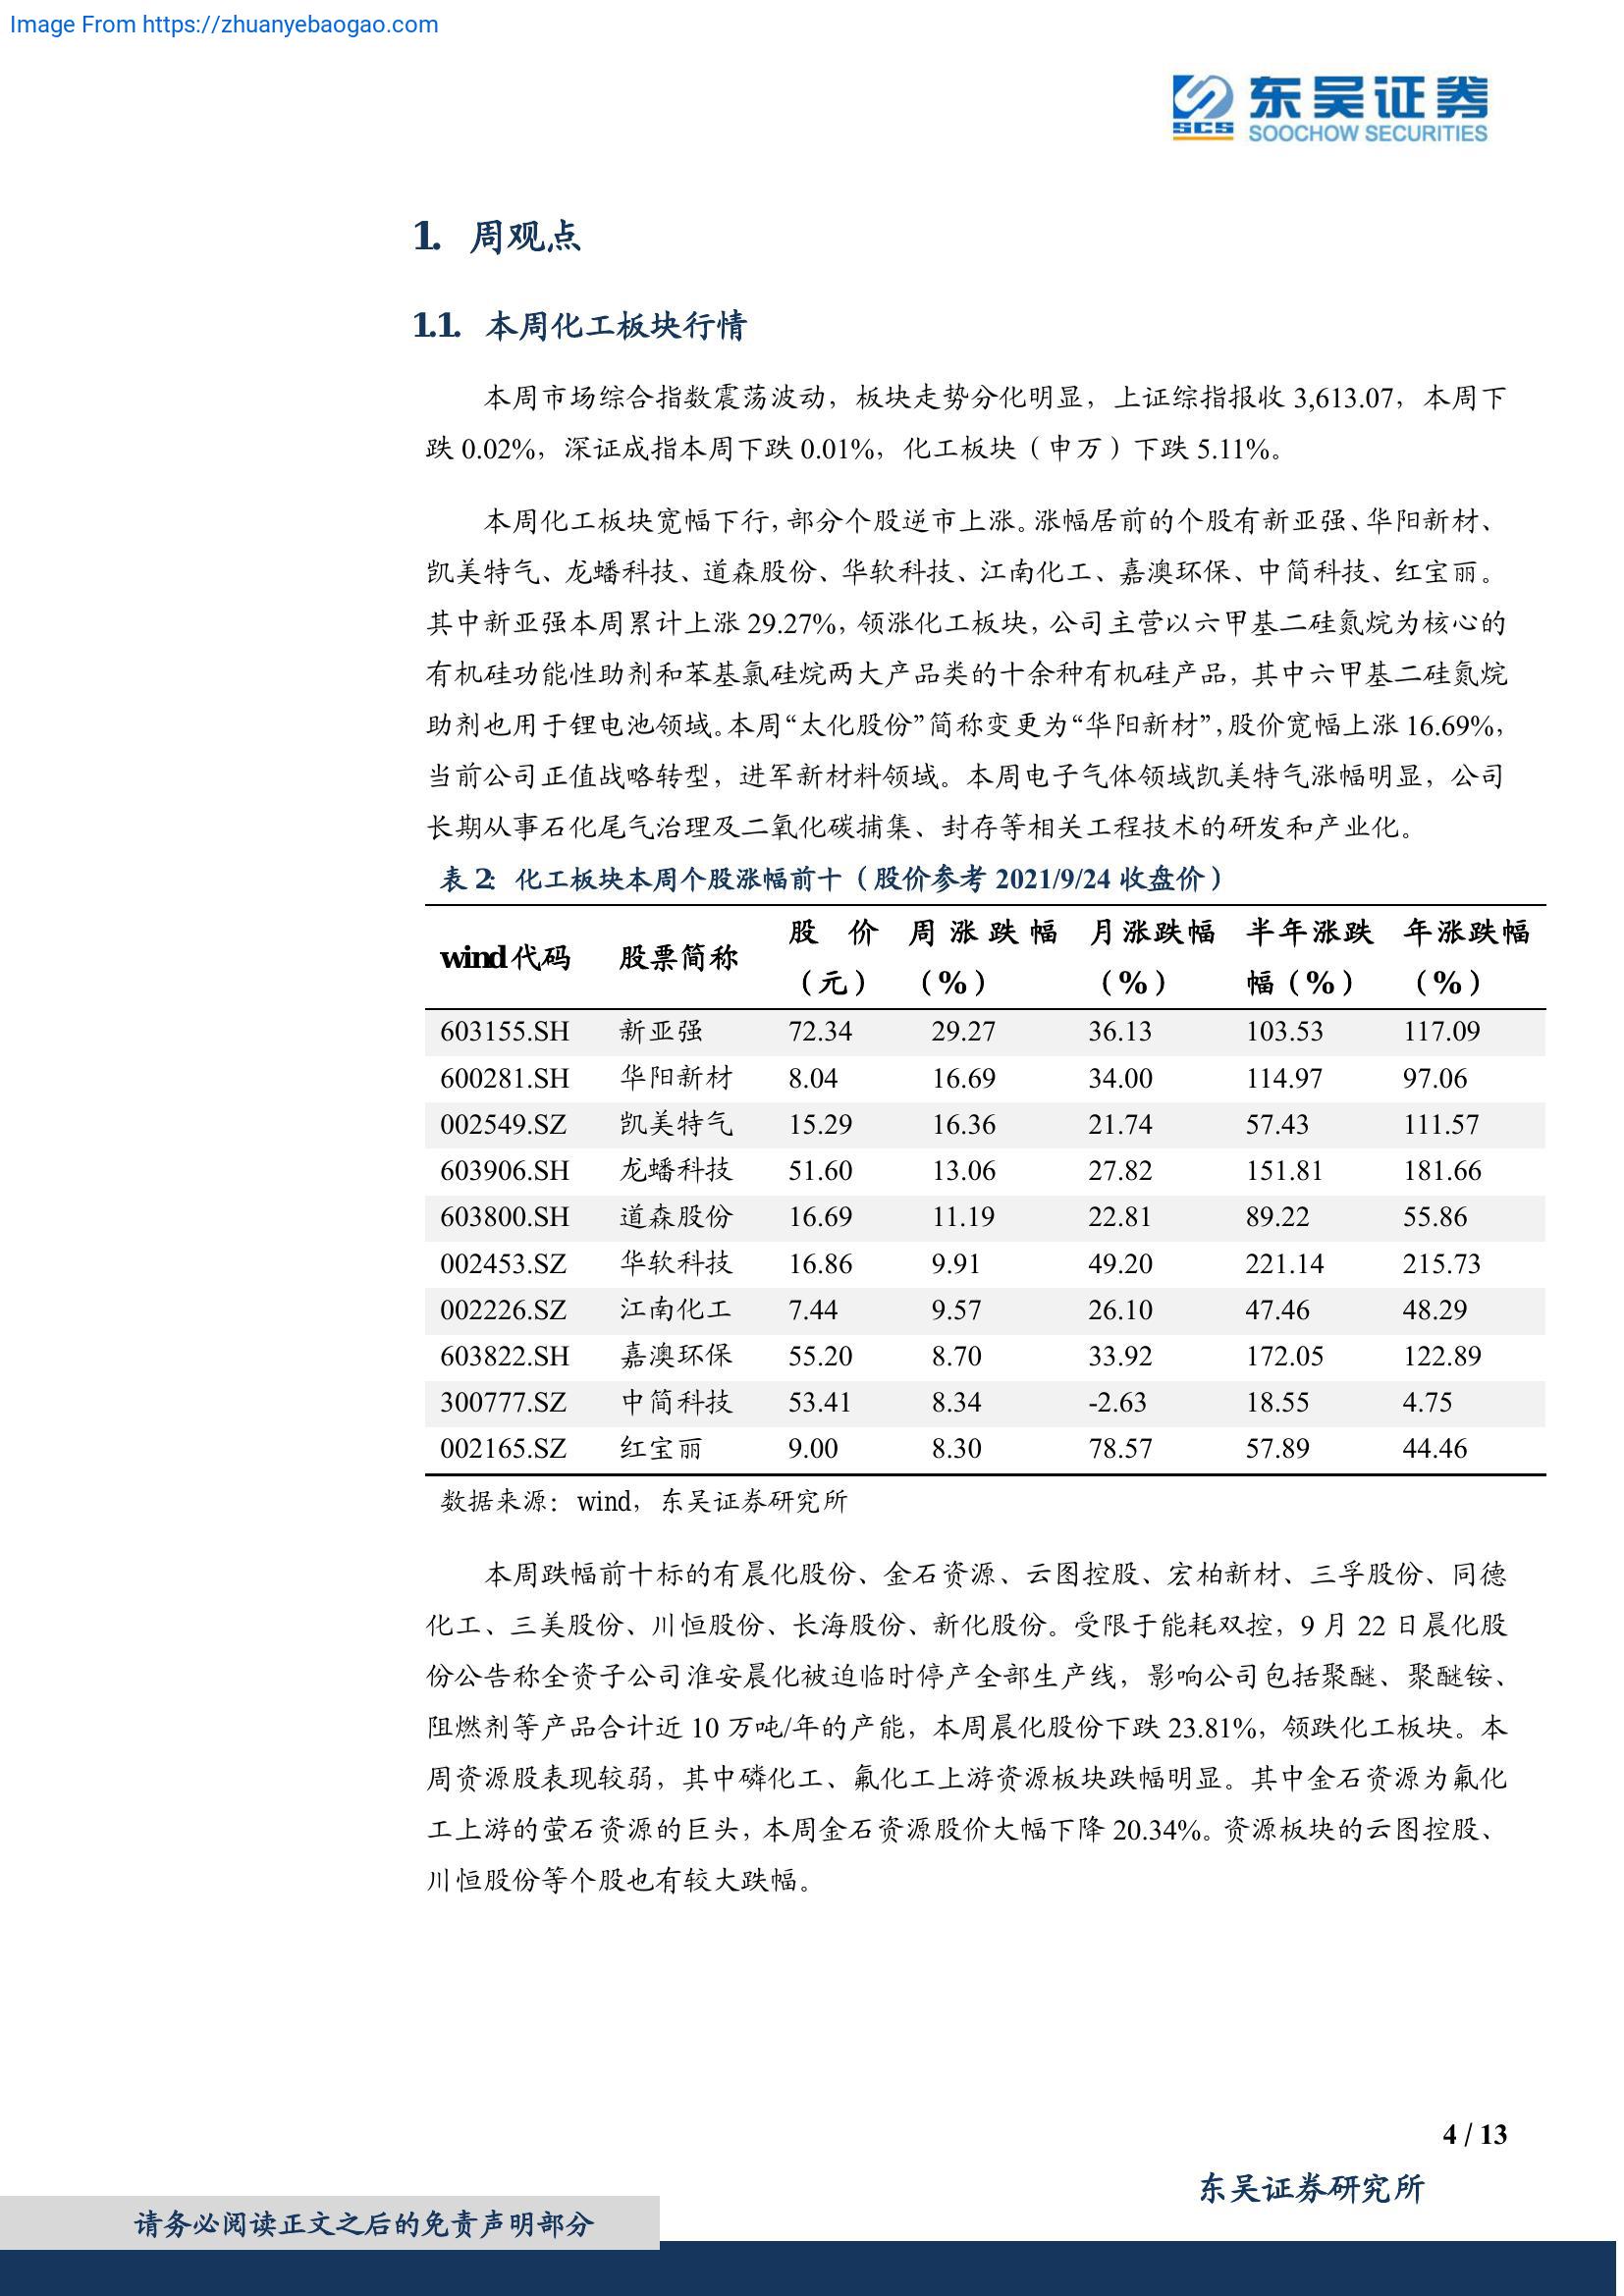 Image From https://zhuanyebaogao.com
东吴证券
SCS
SOOCHOW SECURITIES
1. 周观点
1.1. 本周化工板块行情
本周市场综合指数震荡波动，板块走势分化明显，上证综指报收 3,613.07，本周下
跌 0.02%，深证成指本周下跌 0.01%，化工板块（申万）下跌 5.11%。
本周化工板块宽幅下行，部分个股逆市上涨。涨幅居前的个股有新亚强、华阳新材、
凯美特气、龙蟠科技、道森股份、华软科技、江南化工、嘉澳环保、中简科技、红宝丽。
其中新亚强本周累计上涨 29.27%，领涨化工板块，公司主营以六甲基二硅氮烷为核心的
有机硅功能性助剂和苯基氯硅烷两大产品类的十余种有机硅产品，其中六甲基二硅氮烷
助剂也用于锂电池领域。本周“太化股份”简称变更为“华阳新材”，股价宽幅上涨 16.69%，
当前公司正值战略转型，进军新材料领域。本周电子气体领域凯美特气涨幅明显，公司
长期从事石化尾气治理及二氧化碳捕集、封存等相关工程技术的研发和产业化。
表 2: 化工板块本周个股涨幅前十（股价参考 2021/9/24 收盘价）
wind代码 股票简称 股价（元） 周涨跌幅（%） 月涨跌幅（%） 半年涨跌幅（%） 年涨跌幅（%）
603155.SH 新亚强 72.34 29.27 36.13 103.53 117.09
600281.SH 华阳新材 8.04 16.69 34.00 114.97 97.06
002549.SZ 凯美特气 15.29 16.36 21.74 57.43 111.57
603906.SH 龙蟠科技 51.60 13.06 27.82 151.81 181.66
603800.SH 道森股份 16.69 11.19 22.81 89.22 55.86
002453.SZ 华软科技 16.86 9.91 49.20 221.14 215.73
002226.SZ 江南化工 7.44 9.57 26.10 47.46 48.29
603822.SH 嘉澳环保 55.20 8.70 33.92 172.05 122.89
300777.SZ 中简科技 53.41 8.34 -2.63 18.55 4.75
002165.SZ 红宝丽 9.00 8.30 78.57 57.89 44.46
数据来源：wind，东吴证券研究所
本周跌幅前十标的有晨化股份、金石资源、云图控股、宏柏新材、三孚股份、同德
化工、三美股份、川恒股份、长海股份、新化股份。受限于能耗双控，9 月 22 日晨化股
份公告称全资子公司淮安晨化被迫临时停产全部生产线，影响公司包括聚醚、聚醚铵、
阻燃剂等产品合计近 10 万吨/年的产能，本周晨化股份下跌 23.81%，领跌化工板块。本
周资源股表现较弱，其中磷化工、氟化工上游资源板块跌幅明显。其中金石资源为氟化
工上游的萤石资源的巨头，本周金石资源股价大幅下降 20.34%。资源板块的云图控股、
川恒股份等个股也有较大跌幅。
4 / 13
东吴证券研究所
请务必阅读正文之后的免责声明部分